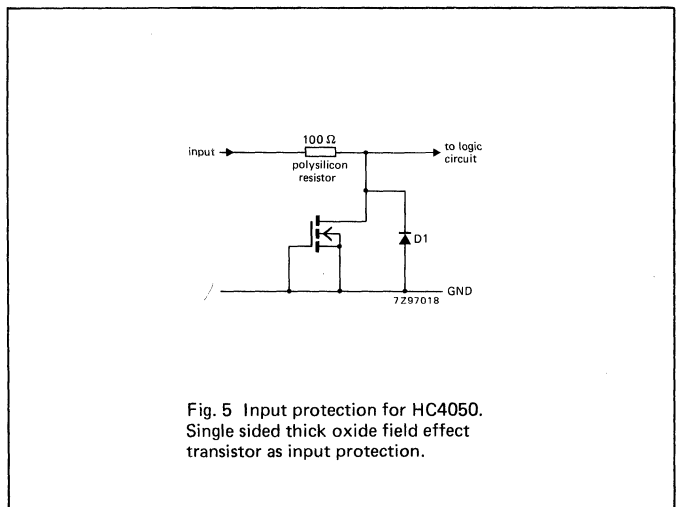 100 Ω
input
to logic
circuit
polysilicon
resistor
D1
GND
7Z97018
Fig. 5 Input protection for HC4050.
Single sided thick oxide field effect
transistor as input protection.